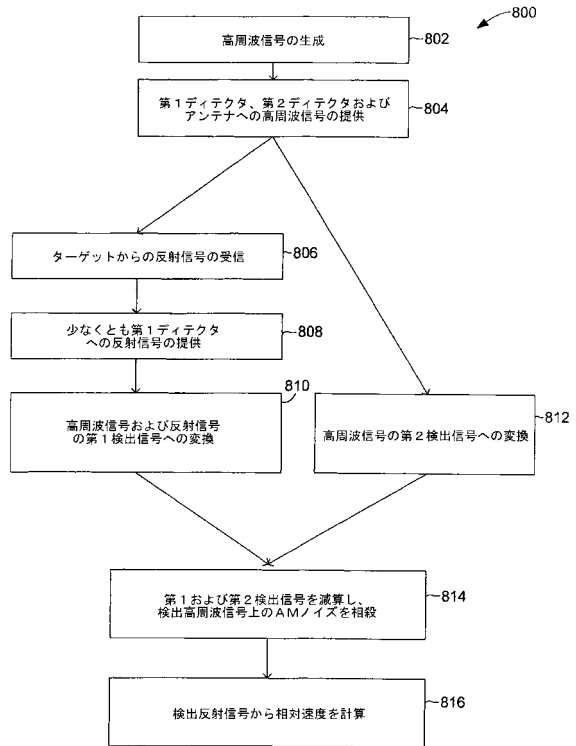 800
高周波信号の生成
802
第1ディテクタ、第2ディテクタおよび
アンテナへの高周波信号の提供
804
ターゲットからの反射信号の受信
806
少なくとも第1ディテクタ
への反射信号の提供
808
810
高周波信号および反射信号
の第1検出信号への変換
高周波信号の第2検出信号への変換
812
第1および第2検出信号を減算し、
検出高周波信号上のAMノイズを相殺
814
検出反射信号から相対速度を計算
816